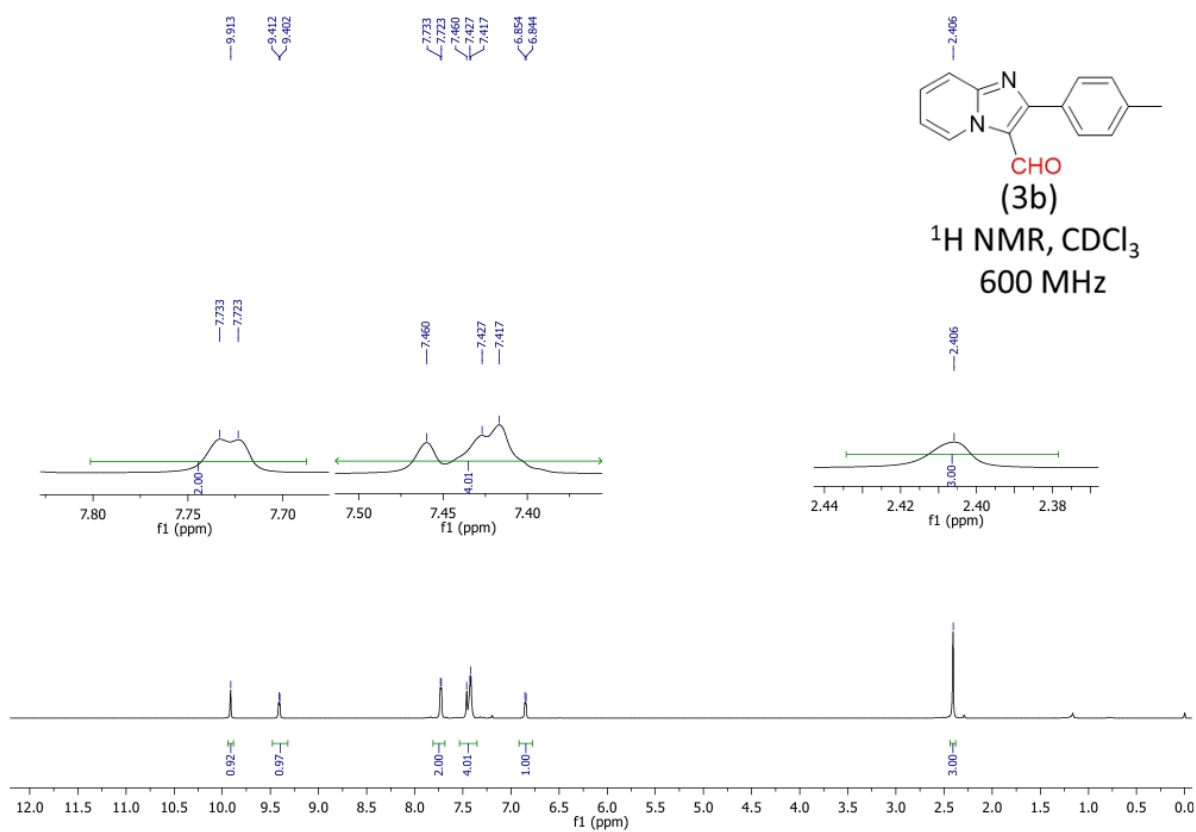 9.913
9.412
9.402
7.733
7.723
7.460
7.427
7.417
6.854
6.844
2.406
N
N
CHO
(3b)
¹H NMR, CDCl₃
600 MHz
7.733
7.723
7.460
7.427
7.417
2.406
2.00
4.01
3.00
7.80 7.75 7.70
f1 (ppm)
7.50 7.45 7.40
f1 (ppm)
2.44 2.42 2.40 2.38
f1 (ppm)
0.92
0.97
2.00
4.01
1.00
3.00
12.0 11.5 11.0 10.5 10.0 9.5 9.0 8.5 8.0 7.5 7.0 6.5 6.0 5.5 5.0 4.5 4.0 3.5 3.0 2.5 2.0 1.5 1.0 0.5 0.0
f1 (ppm)